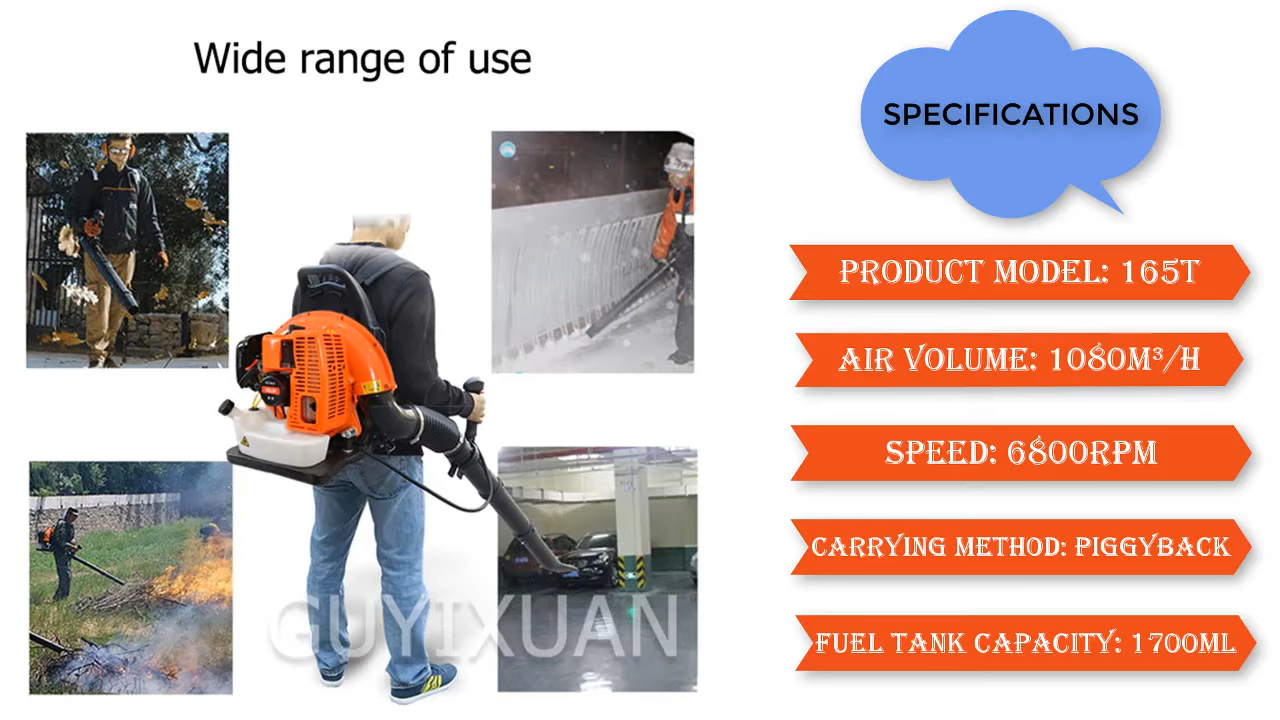 Wide range of use
SPECIFICATIONS
PRODUCT MODEL: 165T
AIR VOLUME: 1080M³/H
SPEED: 6800RPM
CARRYING METHOD: PIGGYBACK
FUEL TANK CAPACITY: 1700ML
GUYIXUAN